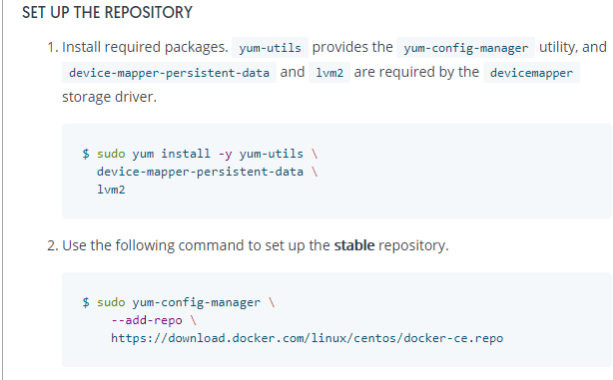 SET UP THE REPOSITORY
1. Install required packages. yum-utils provides the yum-config-manager utility, and
device-mapper-persistent-data and lvm2 are required by the devicemapper
storage driver.
$ sudo yum install -y yum-utils \
device-mapper-persistent-data \
lvm2
2. Use the following command to set up the stable repository.
$ sudo yum-config-manager \
--add-repo \
https://download.docker.com/linux/centos/docker-ce.repo